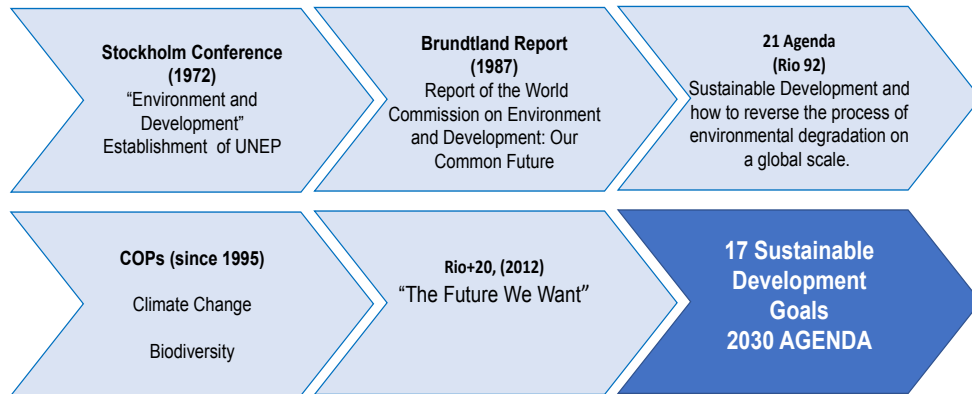 Stockholm Conference
(1972)
“Environment and
Development”
Establishment of UNEP
Brundtland Report
(1987)
Report of the World
Commission on Environment
and Development: Our
Common Future
21 Agenda
(Rio 92)
Sustainable Development and
how to reverse the process of
environmental degradation on
a global scale.
COPs (since 1995)
Climate Change
Biodiversity
Rio+20, (2012)
“The Future We Want”
17 Sustainable
Development
Goals
2030 AGENDA